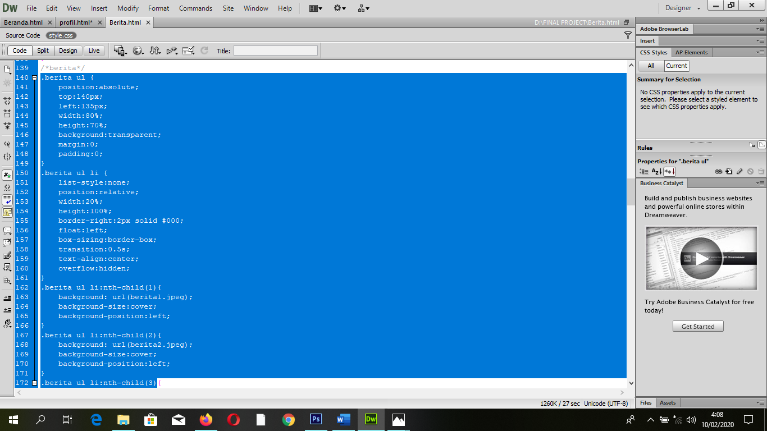 Dw File Edit View Insert Modify Format Commands Site Window Help Designer
Beranda.html profil.html* Berita.html D:\FINAL PROJECT\Berita.html
Source Code style.css
Code Split Design Live Title:
139 /*berita*/
140 .berita ul {
141 position:absolute;
142 top:140px;
143 left:135px;
144 width:80%;
145 height:70%;
146 background:transparent;
147 margin:0;
148 padding:0;
149 }
150 .berita ul li {
151 list-style:none;
152 position:relative;
153 width:20%;
154 height:100%;
155 border-right:2px solid #000;
156 float:left;
157 box-sizing:border-box;
158 transition:0.5s;
159 text-align:center;
160 overflow:hidden;
161 }
162 .berita ul li:nth-child(1){
163 background: url(berita1.jpeg);
164 background-size:cover;
165 background-position:left;
166 }
167 .berita ul li:nth-child(2){
168 background: url(berita2.jpeg);
169 background-size:cover;
170 background-position:left;
171 }
172 .berita ul li:nth-child(3){
1260K / 27 sec Unicode (UTF-8)
Adobe BrowserLab
Insert
CSS Styles AP Elements
All Current
Summary for Selection
No CSS properties apply to the current
selection. Please select a styled element to
see which CSS properties apply.
Rules
Properties for ".berita ul"
Business Catalyst
Build and publish business websites
and powerful online stores within
Dreamweaver.
Try Adobe Business Catalyst for free
today!
Get Started
Files Assets
4:08
10/02/2020